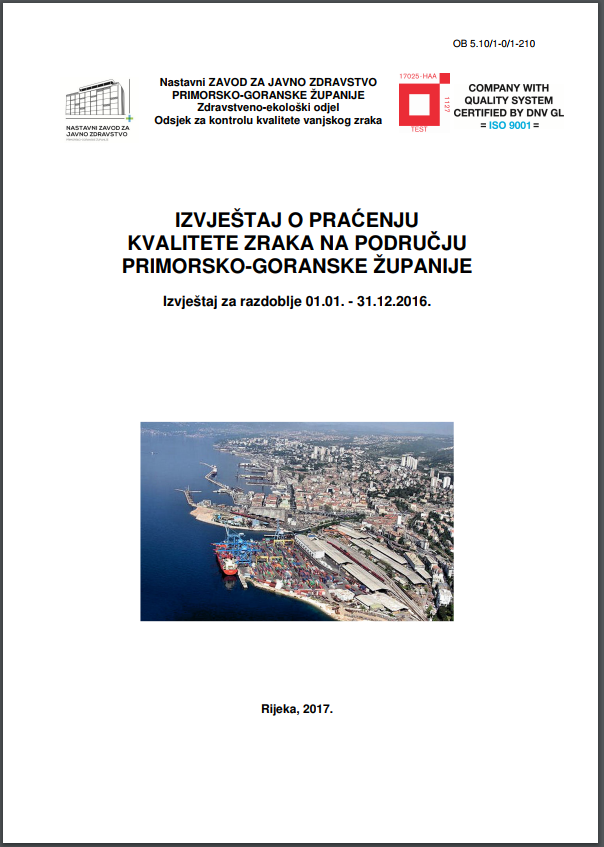 OB 5.10/1-0/1-210
Nastavni ZAVOD ZA JAVNO ZDRAVSTVO
PRIMORSKO-GORANSKE ŽUPANIJE
Zdravstveno-ekološki odjel
Odsjek za kontrolu kvalitete vanjskog zraka
NASTAVNI ZAVOD ZA
JAVNO ZDRAVSTVO
17025-HAA
1127
TEST
COMPANY WITH
QUALITY SYSTEM
CERTIFIED BY DNV GL
= ISO 9001 =
IZVJEŠTAJ O PRAĆENJU
KVALITETE ZRAKA NA PODRUČJU
PRIMORSKO-GORANSKE ŽUPANIJE
Izvještaj za razdoblje 01.01. - 31.12.2016.
Rijeka, 2017.